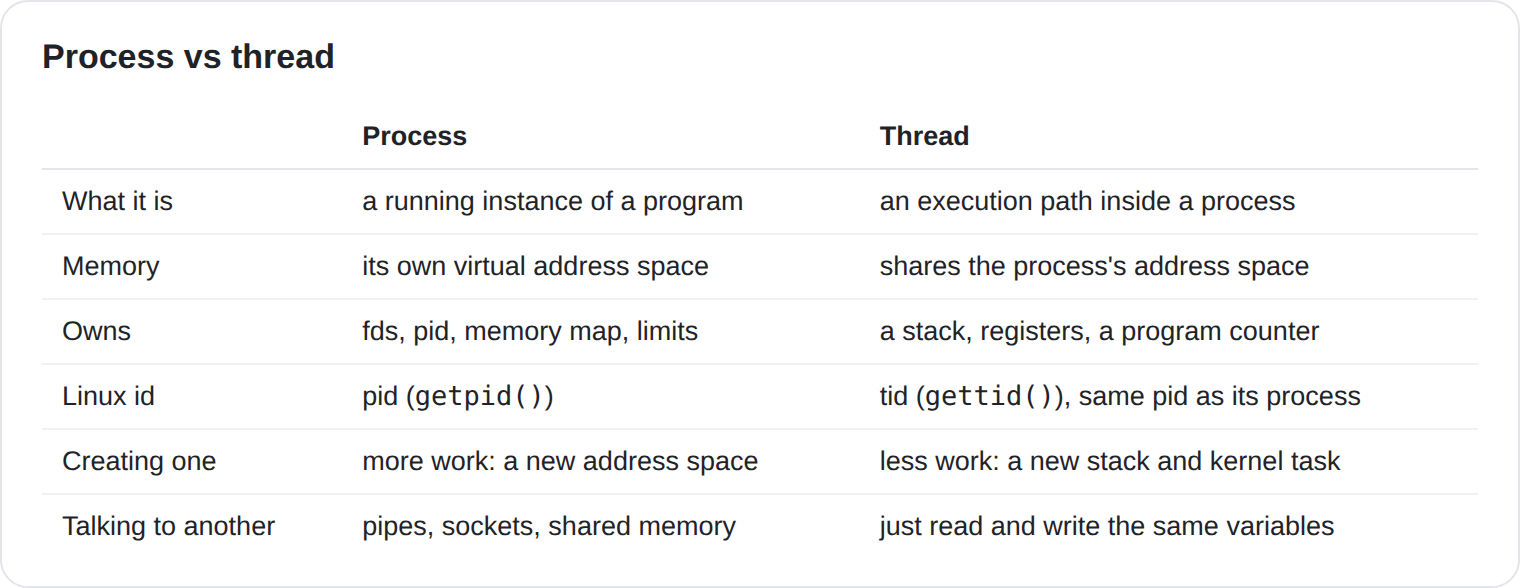 Process vs thread
Process Thread
What it is a running instance of a program an execution path inside a process
Memory its own virtual address space shares the process's address space
Owns fds, pid, memory map, limits a stack, registers, a program counter
Linux id pid (getpid()) tid (gettid()), same pid as its process
Creating one more work: a new address space less work: a new stack and kernel task
Talking to another pipes, sockets, shared memory just read and write the same variables